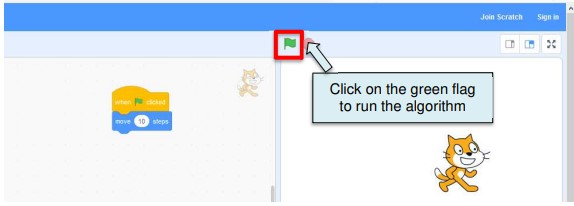 Join Scratch Sign in
Click on the green flag
to run the algorithm
when clicked
move 10 steps